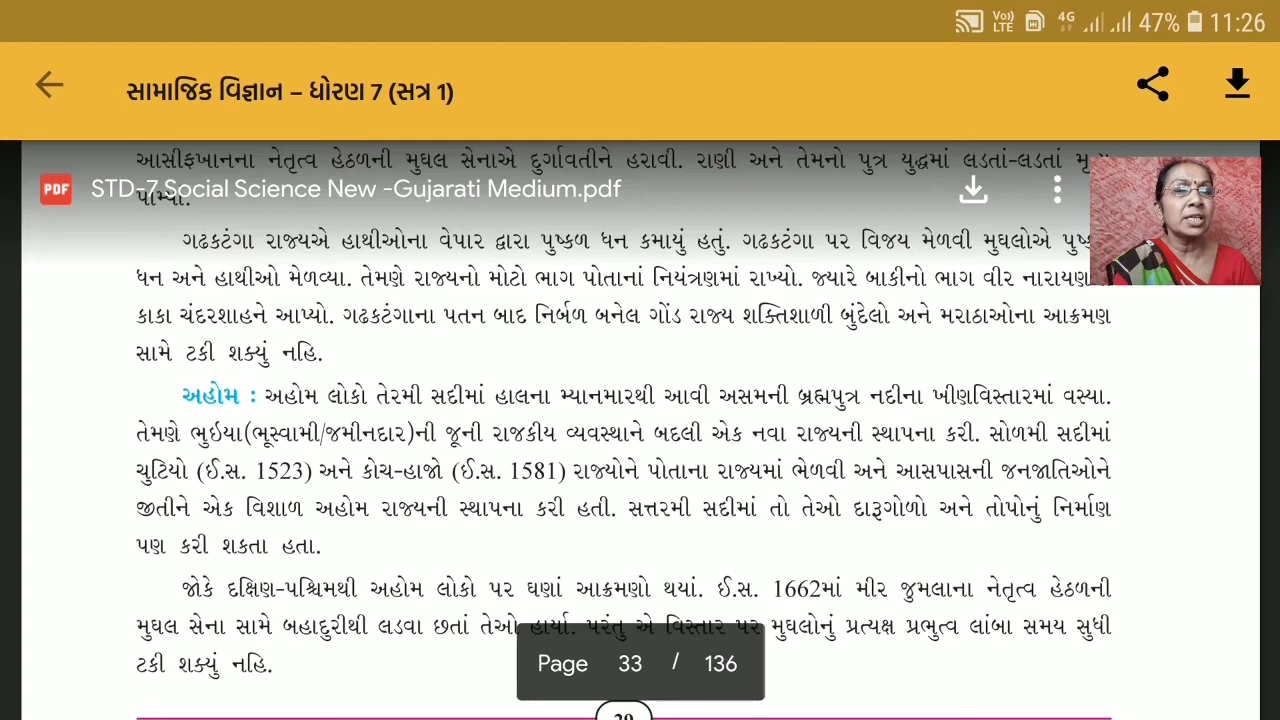 Vo)) LTE 4G 47% 11:26
સામાજિક વિજ્ઞાન – ધોરણ 7 (સત્ર 1)
આસીફખાનના નેતૃત્વ હેઠળની મુઘલ સેનાએ દુર્ગાવતીને હરાવી. રાણી અને તેમનો પુત્ર યુદ્ધમાં લડતાં-લડતાં
PDF STD-7 Social Science New -Gujarati Medium.pdf
પામ્યા.
ગઢકટંગા રાજ્યએ હાથીઓના વેપાર દ્વારા પુષ્કળ ધન કમાયું હતું. ગઢકટંગા પર વિજય મેળવી મુઘલોએ
ધન અને હાથીઓ મેળવ્યા. તેમણે રાજ્યનો મોટો ભાગ પોતાનાં નિયંત્રણમાં રાખ્યો. જ્યારે બાકીનો ભાગ વીર નારાયણ
કાકા ચંદરશાહને આપ્યો. ગઢકટંગાના પતન બાદ નિર્બળ બનેલ ગોંડ રાજ્ય શક્તિશાળી બુંદેલો અને મરાઠાઓના આક્રમણ
સામે ટકી શક્યું નહિ.
અહોમ : અહોમ લોકો તેરમી સદીમાં હાલના મ્યાનમારથી આવી અસમની બ્રહ્મપુત્ર નદીના ખીણવિસ્તારમાં વસ્યા.
તેમણે ભુઇયા(ભૂસ્વામી/જમીનદાર)ની જૂની રાજકીય વ્યવસ્થાને બદલી એક નવા રાજ્યની સ્થાપના કરી. સોળમી સદીમાં
ચુટિયો (ઈ.સ. 1523) અને કોચ-હાજો (ઈ.સ. 1581) રાજ્યોને પોતાના રાજ્યમાં ભેળવી અને આસપાસની જનજાતિઓને
જીતીને એક વિશાળ અહોમ રાજ્યની સ્થાપના કરી હતી. સત્તરમી સદીમાં તો તેઓ દારૂગોળો અને તોપોનું નિર્માણ
પણ કરી શકતા હતા.
જોકે દક્ષિણ-પશ્ચિમથી અહોમ લોકો પર ઘણાં આક્રમણો થયાં. ઈ.સ. 1662માં મીર જુમલાના નેતૃત્વ હેઠળની
મુઘલ સેના સામે બહાદુરીથી લડવા છતાં તેઓ હાર્યા. પરંતુ એ વિસ્તાર પર મુઘલોનું પ્રત્યક્ષ પ્રભુત્વ લાંબા સમય સુધી
ટકી શક્યું નહિ.
Page 33 / 136